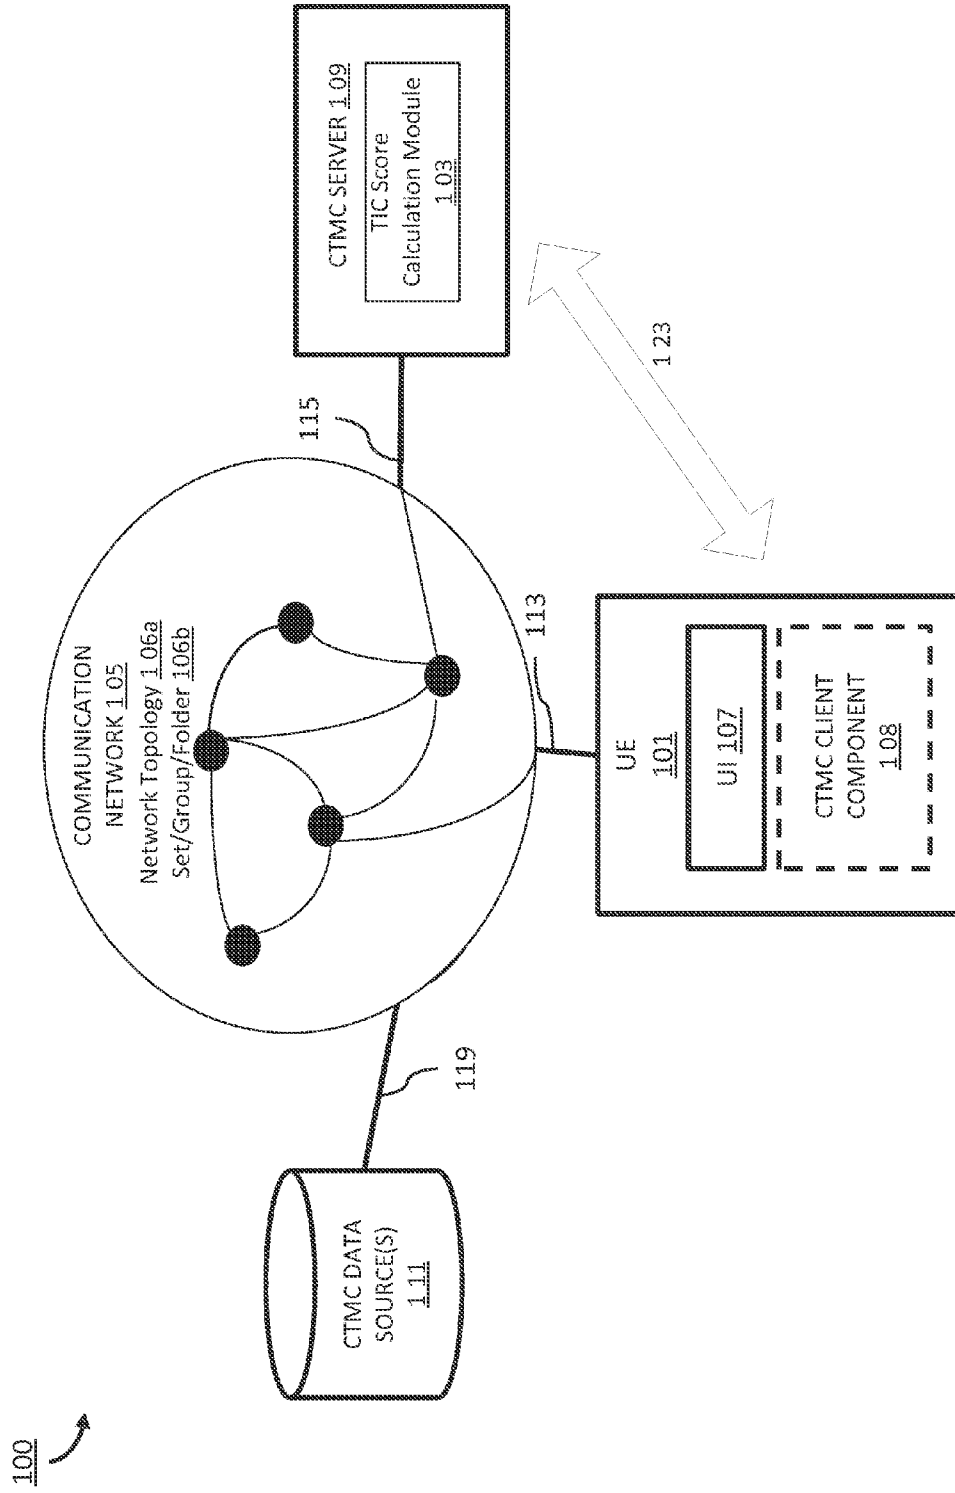 100
COMMUNICATION
NETWORK 105
Network Topology 106a
Set/Group/Folder 106b
CTMC DATA
SOURCE(S)
111
119
115
CTMC SERVER 109
TIC Score
Calculation Module
103
113
123
UE
101
UI 107
CTMC CLIENT
COMPONENT
108